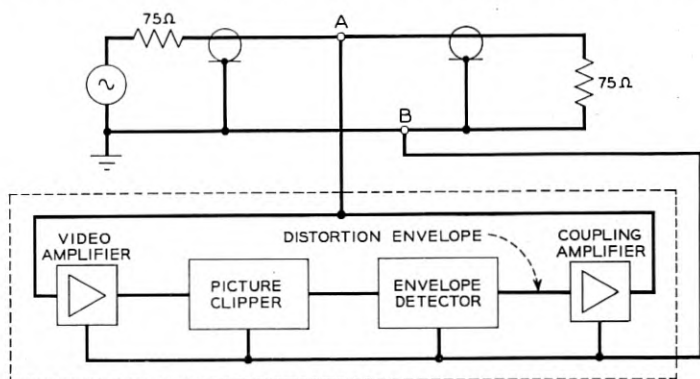 75Ω
A
75Ω
B
VIDEO
AMPLIFIER
PICTURE
CLIPPER
DISTORTION ENVELOPE
ENVELOPE
DETECTOR
COUPLING
AMPLIFIER